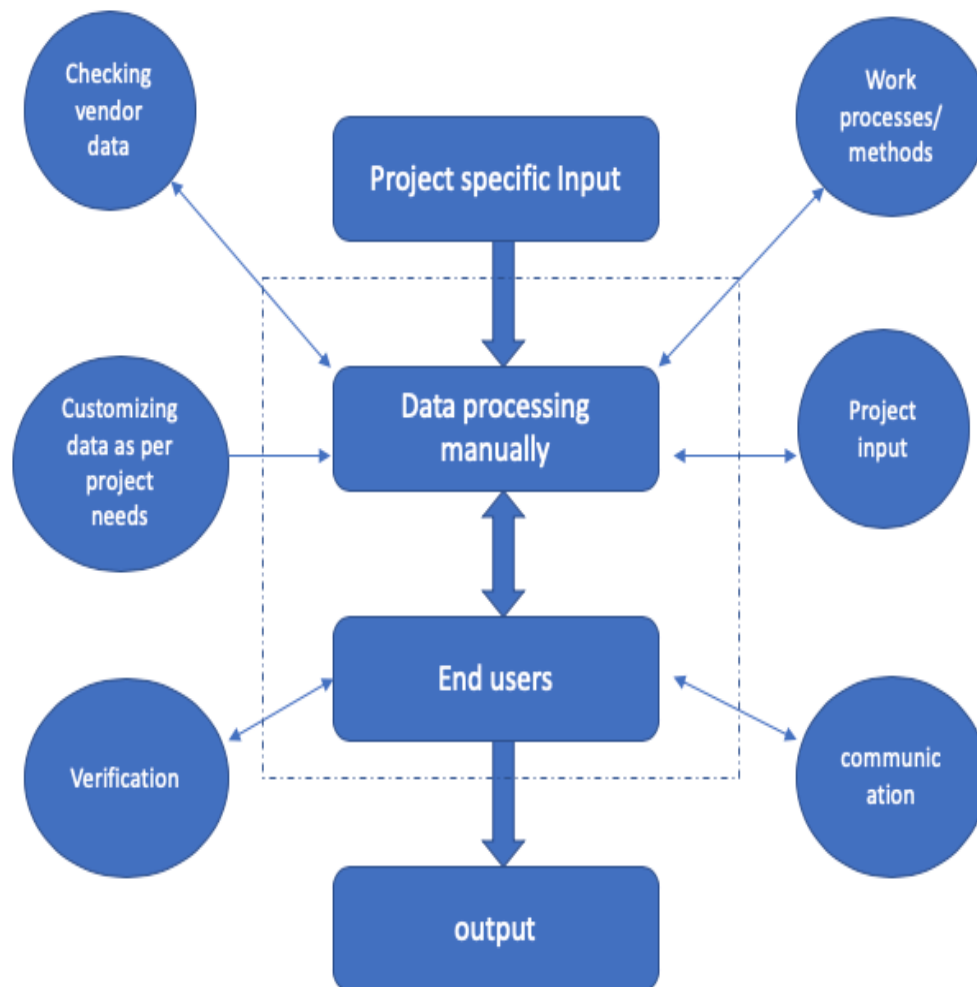 Checking
vendor
data
Work
processes/
methods
Project specific Input
Customizing
data as per
project
needs
Data processing
manually
Project
input
End users
Verification
communic
ation
output